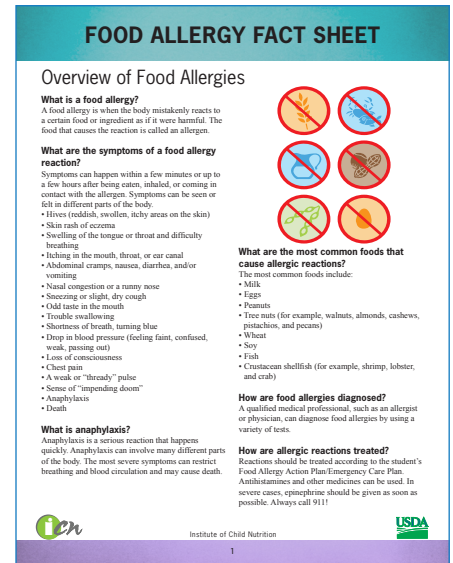 FOOD ALLERGY FACT SHEET
Overview of Food Allergies
What is a food allergy?
A food allergy is when the body mistakenly reacts to
a certain food or ingredient as if it were harmful. The
food that causes the reaction is called an allergen.
What are the symptoms of a food allergy
reaction?
Symptoms can happen within a few minutes or up to
a few hours after being eaten, inhaled, or coming in
contact with the allergen. Symptoms can be seen or
felt in different parts of the body.
• Hives (reddish, swollen, itchy areas on the skin)
• Skin rash of eczema
• Swelling of the tongue or throat and difficulty
breathing
• Itching in the mouth, throat, or ear canal
• Abdominal cramps, nausea, diarrhea, and/or
vomiting
• Nasal congestion or a runny nose
• Sneezing or slight, dry cough
• Odd taste in the mouth
• Trouble swallowing
• Shortness of breath, turning blue
• Drop in blood pressure (feeling faint, confused,
weak, passing out)
• Loss of consciousness
• Chest pain
• A weak or “thready” pulse
• Sense of “impending doom”
• Anaphylaxis
• Death
What is anaphylaxis?
Anaphylaxis is a serious reaction that happens
quickly. Anaphylaxis can involve many different parts
of the body. The most severe symptoms can restrict
breathing and blood circulation and may cause death.
What are the most common foods that
cause allergic reactions?
The most common foods include:
• Milk
• Eggs
• Peanuts
• Tree nuts (for example, walnuts, almonds, cashews,
pistachios, and pecans)
• Wheat
• Soy
• Fish
• Crustacean shellfish (for example, shrimp, lobster,
and crab)
How are food allergies diagnosed?
A qualified medical professional, such as an allergist
or physician, can diagnose food allergies by using a
variety of tests.
How are allergic reactions treated?
Reactions should be treated according to the student’s
Food Allergy Action Plan/Emergency Care Plan.
Antihistamines and other medicines can be used. In
severe cases, epinephrine should be given as soon as
possible. Always call 911!
icn
Institute of Child Nutrition
USDA
1